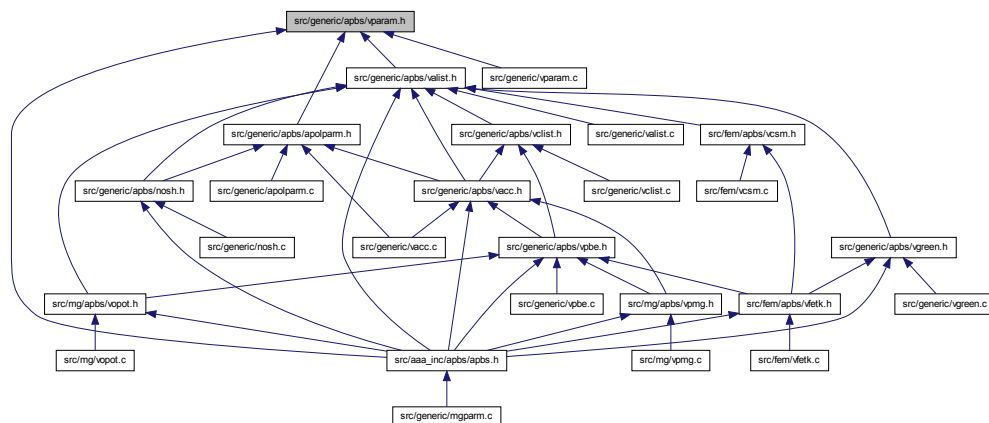 src/generic/apbs/vparam.h
src/generic/apbs/valist.h
src/generic/vparam.c
src/generic/apbs/apolparm.h
src/generic/apbs/vclist.h
src/generic/valist.c
src/fem/apbs/vcsm.h
src/generic/apbs/nosh.h
src/generic/apolparm.c
src/generic/apbs/vacc.h
src/generic/vclist.c
src/fem/vcsm.c
src/generic/nosh.c
src/generic/vacc.c
src/generic/apbs/vpbe.h
src/generic/apbs/vgreen.h
src/mg/apbs/vopot.h
src/generic/vpbe.c
src/mg/apbs/vpmg.h
src/fem/apbs/vfetk.h
src/generic/vgreen.c
src/mg/vopot.c
src/aaa_inc/apbs/apbs.h
src/mg/vpmg.c
src/fem/vfetk.c
src/generic/mgparm.c